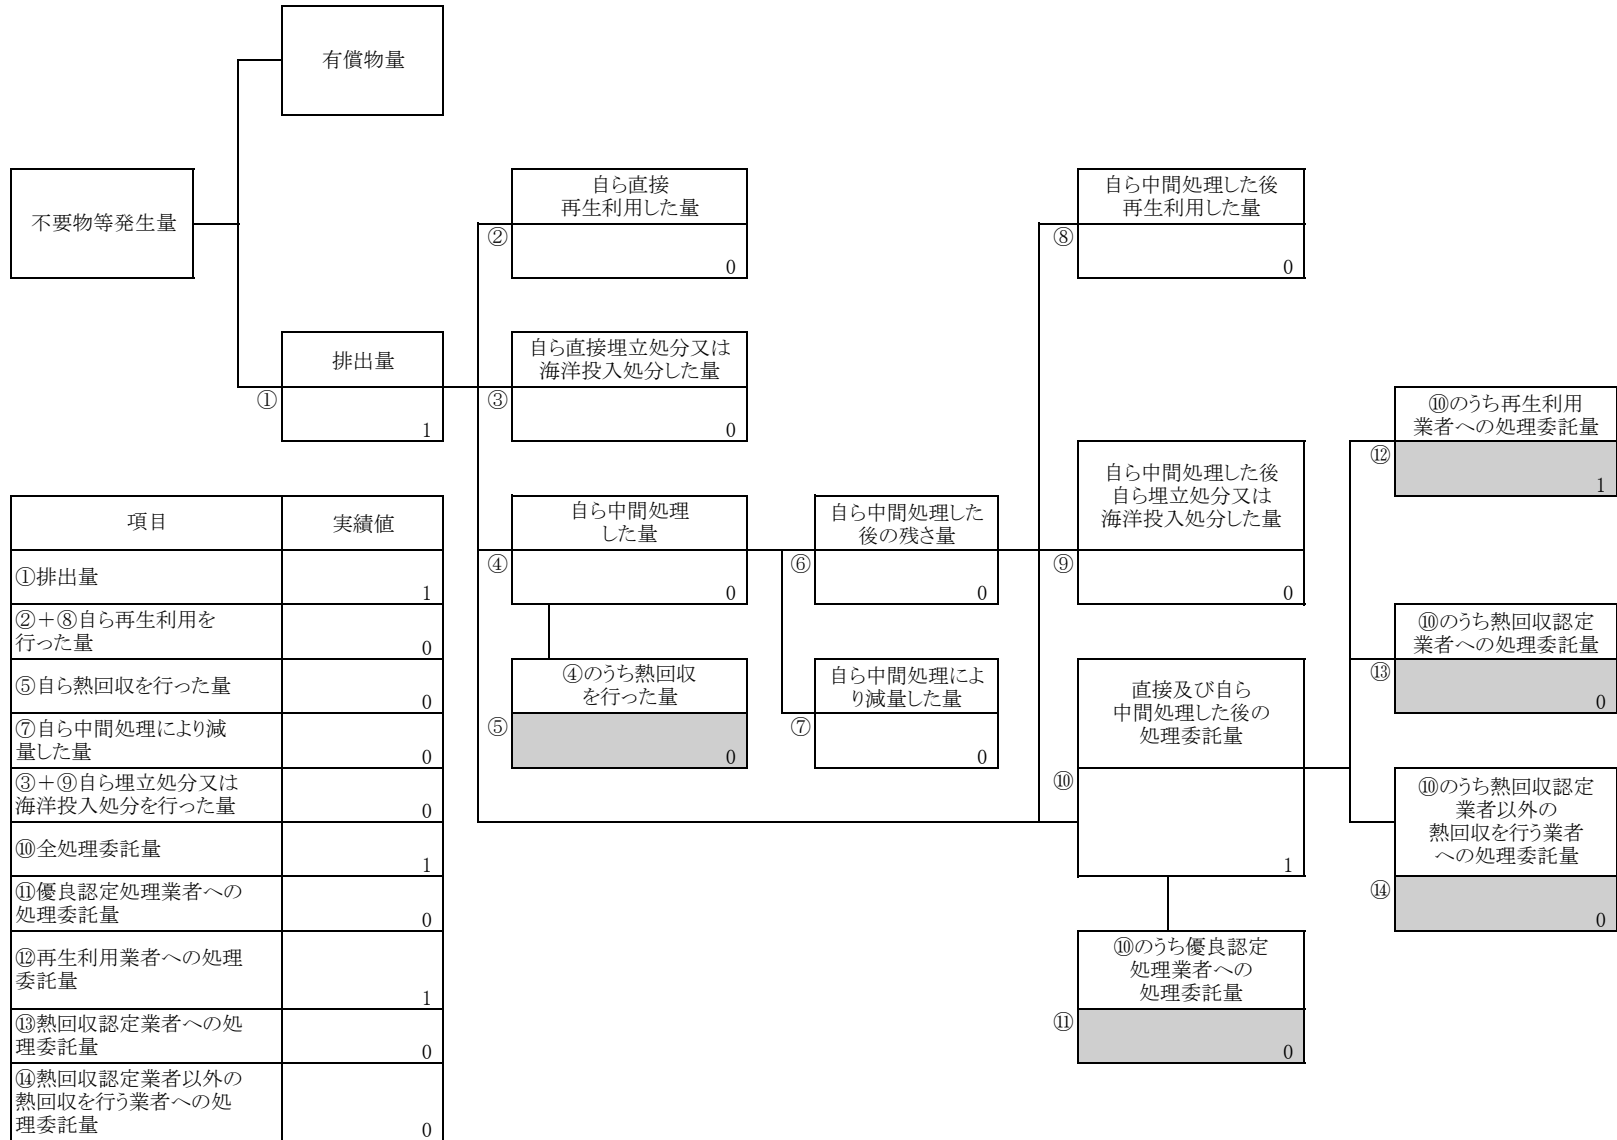 有償物量
不要物等発生量
自ら直接
再生利用した量
②
0
自ら中間処理した後
再生利用した量
⑧
0
排出量
①
1
自ら直接埋立処分又は
海洋投入処分した量
③
0
⑩のうち再生利用
業者への処理委託量
⑫
1
自ら中間処理
した量
④
0
自ら中間処理した
後の残さ量
⑥
0
自ら中間処理した後
自ら埋立処分又は
海洋投入処分した量
⑨
0
④のうち熱回収
を行った量
⑤
0
自ら中間処理によ
り減量した量
⑦
0
直接及び自ら
中間処理した後の
処理委託量
⑩
1
⑩のうち熱回収認定
業者への処理委託量
⑬
0
⑩のうち熱回収認定
業者以外の
熱回収を行う業者
への処理委託量
⑭
0
⑩のうち優良認定
処理業者への
処理委託量
⑪
0
項目 実績値
①排出量
1
②+⑧自ら再生利用を
行った量
0
⑤自ら熱回収を行った量
0
⑦自ら中間処理により減
量した量
0
③+⑨自ら埋立処分又は
海洋投入処分を行った量
0
⑩全処理委託量
1
⑪優良認定処理業者への
処理委託量
0
⑫再生利用業者への処理
委託量
1
⑬熱回収認定業者への処
理委託量
0
⑭熱回収認定業者以外の
熱回収を行う業者への処
理委託量
0